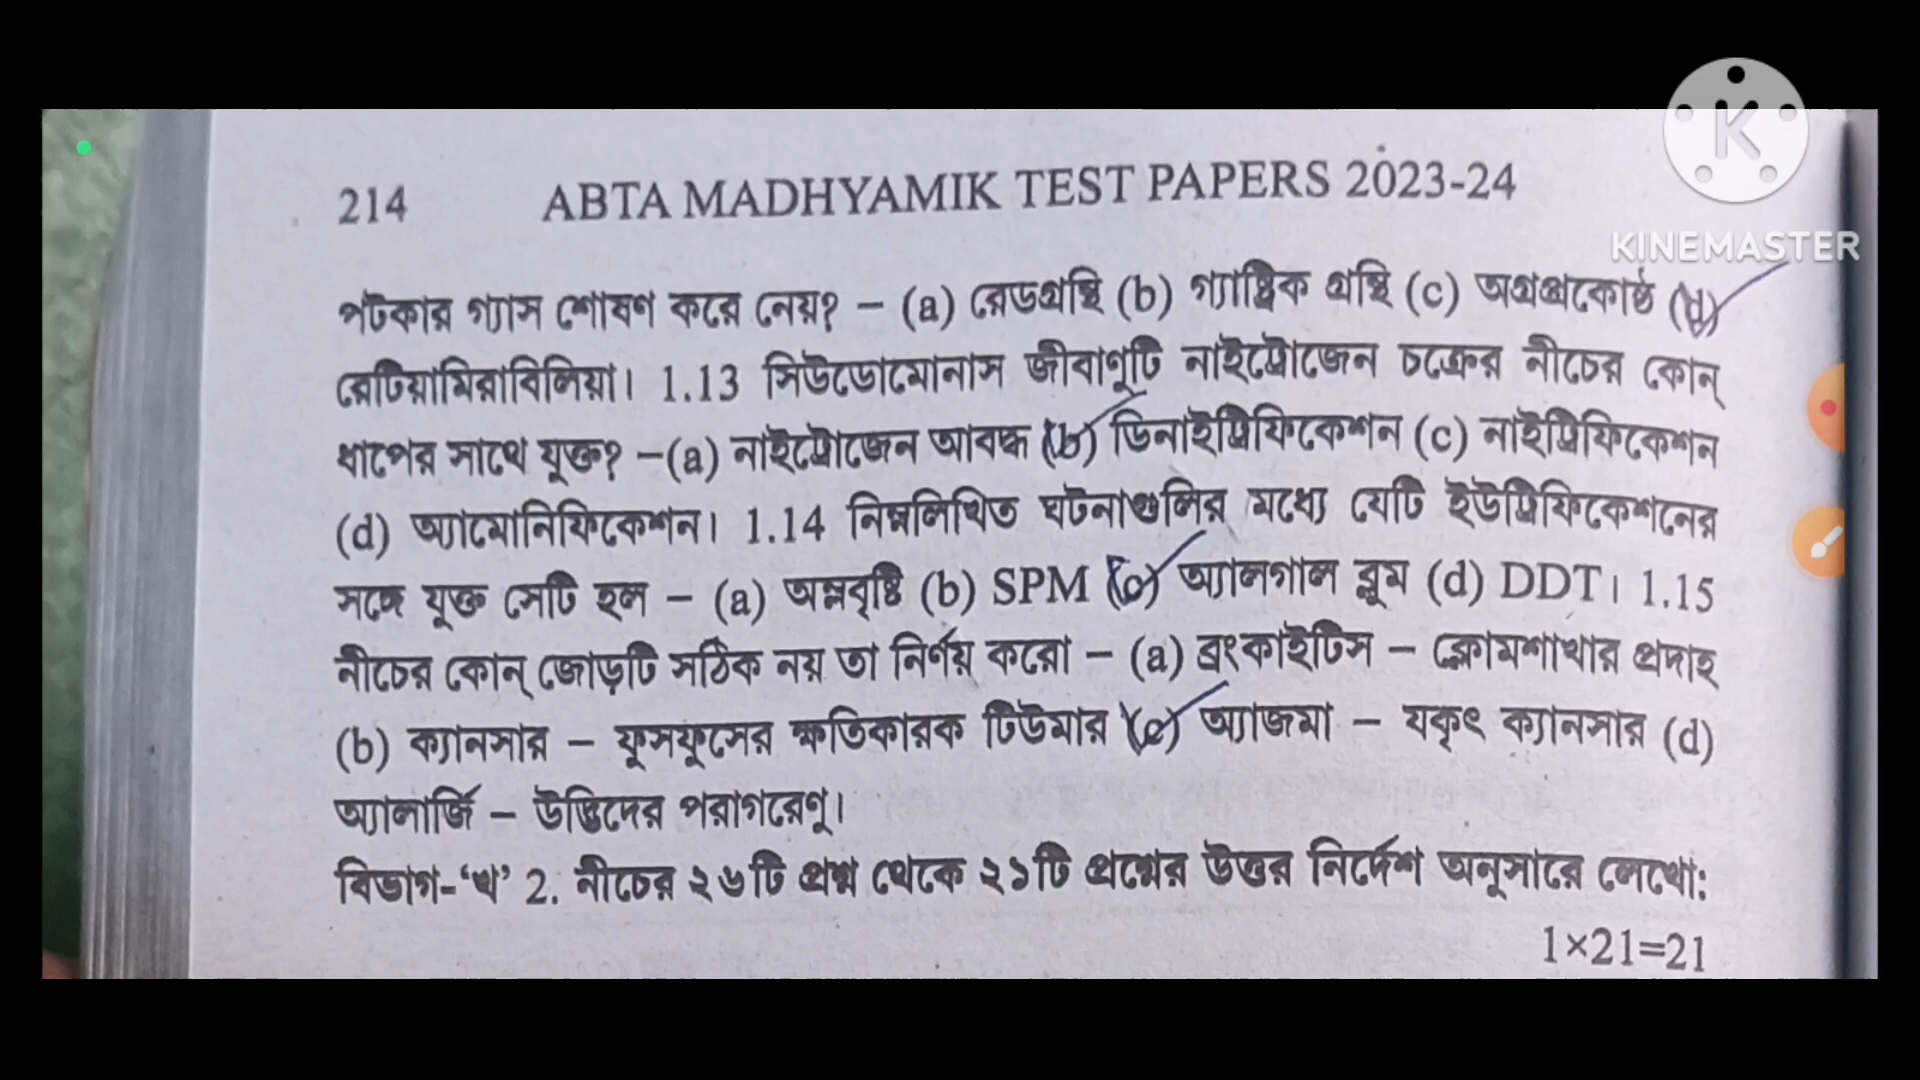 K
KINEMASTER
214 ABTA MADHYAMIK TEST PAPERS 2023-24
পটকার গ্যাস শোষণ করে নেয়? – (a) রেডগ্রন্থি (b) গ্যাষ্ট্রিক গ্রন্থি (c) অগ্রপ্রকোষ্ঠ (d)
রেটিয়ামিরাবিলিয়া। 1.13 সিউডোমোনাস জীবাণুটি নাইট্রোজেন চক্রের নীচের কোন্
ধাপের সাথে যুক্ত? –(a) নাইট্রোজেন আবদ্ধ (b) ডিনাইট্রিফিকেশন (c) নাইট্রিফিকেশন
(d) অ্যামোনিফিকেশন। 1.14 নিম্নলিখিত ঘটনাগুলির মধ্যে যেটি ইউট্রিফিকেশনের
সঙ্গে যুক্ত সেটি হল – (a) অম্লবৃষ্টি (b) SPM (c) অ্যালগাল ব্লুম (d) DDT। 1.15
নীচের কোন্ জোড়টি সঠিক নয় তা নির্ণয় করো – (a) ব্রংকাইটিস – ক্লোমশাখার প্রদাহ
(b) ক্যানসার – ফুসফুসের ক্ষতিকারক টিউমার (c) অ্যাজমা – যকৃৎ ক্যানসার (d)
অ্যালার্জি – উদ্ভিদের পরাগরেণু।
বিভাগ-‘খ’ 2. নীচের ২৬টি প্রশ্ন থেকে ২১টি প্রশ্নের উত্তর নির্দেশ অনুসারে লেখো:
1×21=21